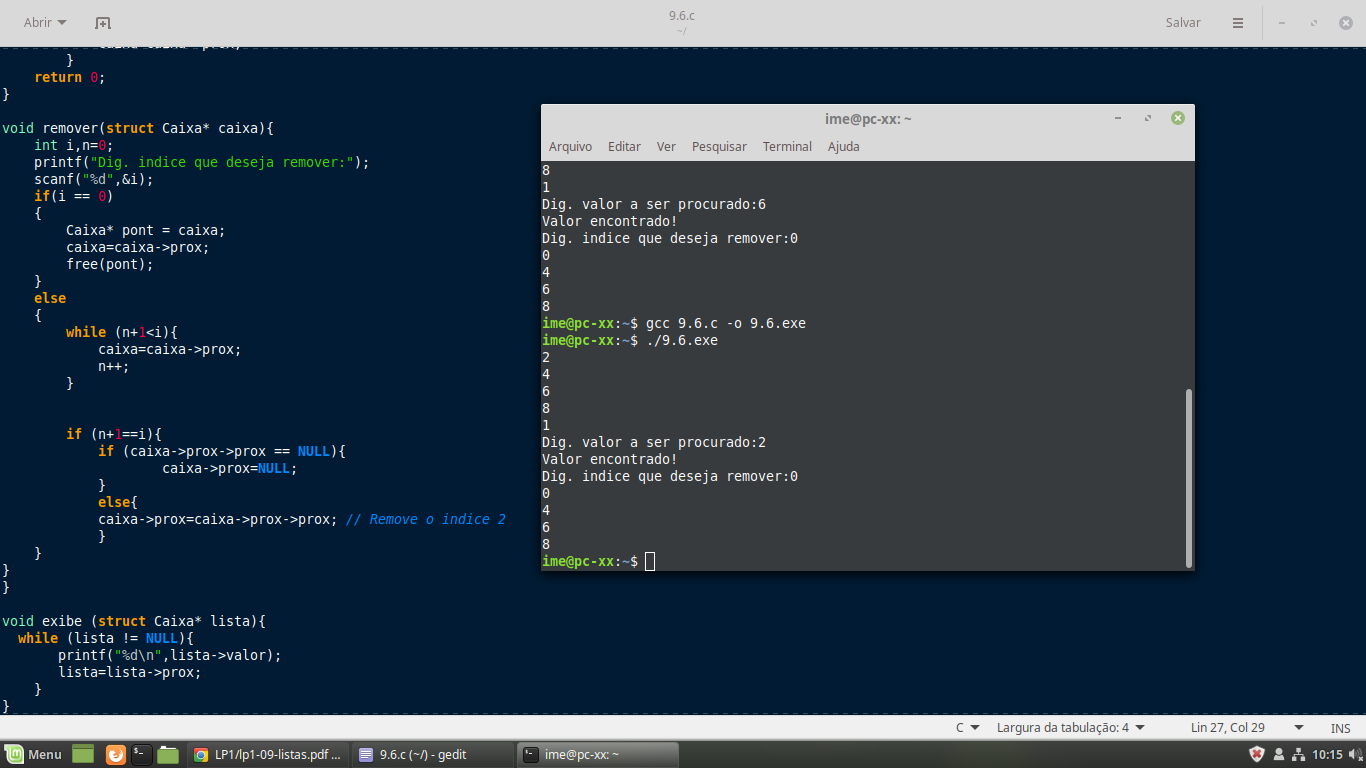 Abrir
9.6.c
~/
Salvar
}
return 0;
}
void remover(struct Caixa* caixa){
int i,n=0;
printf("Dig. indice que deseja remover:");
scanf("%d",&i);
if(i == 0)
{
Caixa* pont = caixa;
caixa=caixa->prox;
free(pont);
}
else
{
while (n+1<i){
caixa=caixa->prox;
n++;
}
if (n+1==i){
if (caixa->prox->prox == NULL){
caixa->prox=NULL;
}
else{
caixa->prox=caixa->prox->prox; // Remove o indice 2
}
}
}
}
void exibe (struct Caixa* lista){
while (lista != NULL){
printf("%d\n",lista->valor);
lista=lista->prox;
}
}
ime@pc-xx: ~
Arquivo Editar Ver Pesquisar Terminal Ajuda
8
1
Dig. valor a ser procurado:6
Valor encontrado!
Dig. indice que deseja remover:0
0
4
6
8
ime@pc-xx:~$ gcc 9.6.c -o 9.6.exe
ime@pc-xx:~$ ./9.6.exe
2
4
6
8
1
Dig. valor a ser procurado:2
Valor encontrado!
Dig. indice que deseja remover:0
0
4
6
8
ime@pc-xx:~$
C Largura da tabulação: 4 Lin 27, Col 29 INS
Menu LP1/lp1-09-listas.pdf ... 9.6.c (~/) - gedit ime@pc-xx: ~ 10:15